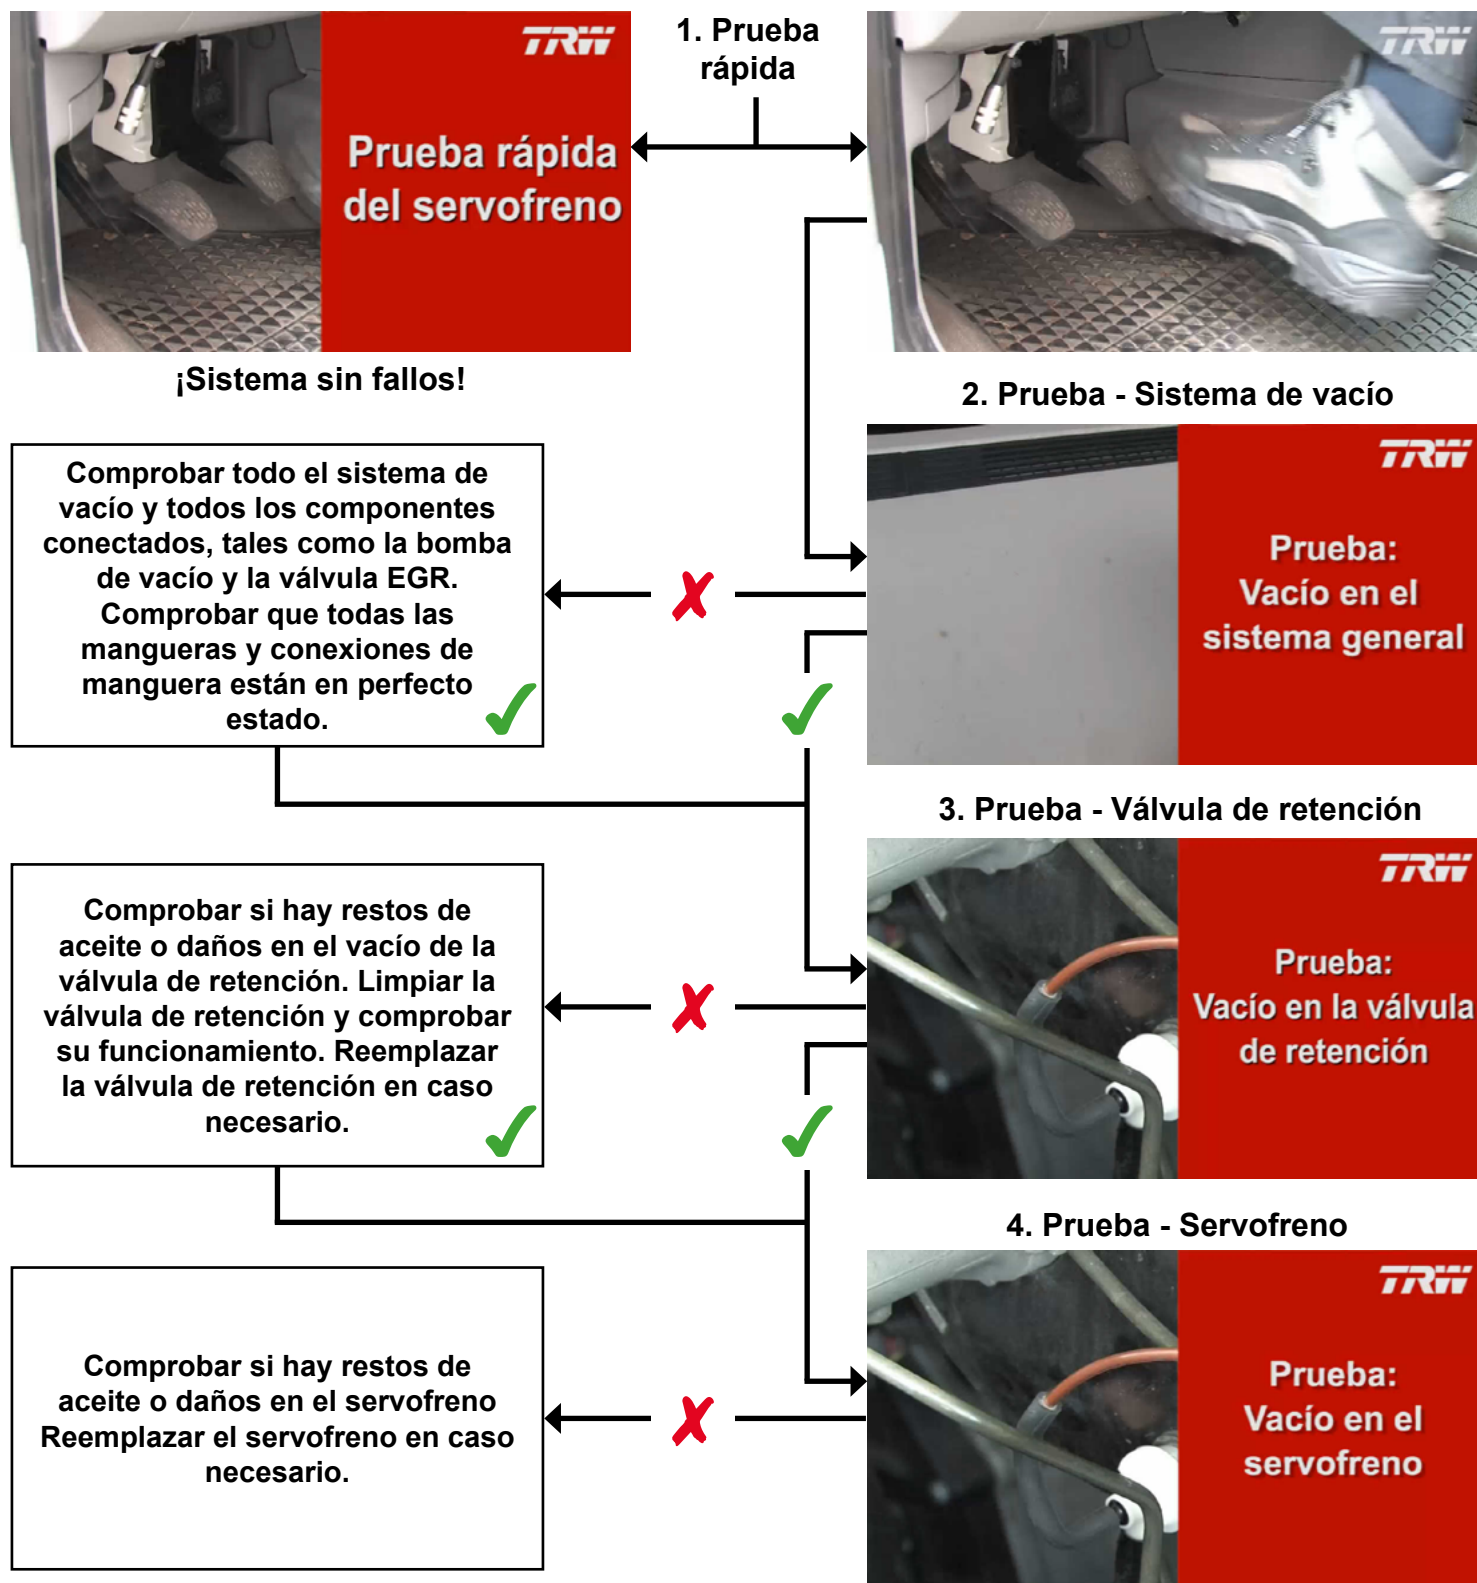 TRW
Prueba rápida
del servofreno
1. Prueba
rápida
TRW
¡Sistema sin fallos!
2. Prueba - Sistema de vacío
Comprobar todo el sistema de
vacío y todos los componentes
conectados, tales como la bomba
de vacío y la válvula EGR.
Comprobar que todas las
mangueras y conexiones de
manguera están en perfecto
estado.
TRW
Prueba:
Vacío en el
sistema general
3. Prueba - Válvula de retención
Comprobar si hay restos de
aceite o daños en el vacío de la
válvula de retención. Limpiar la
válvula de retención y comprobar
su funcionamiento. Reemplazar
la válvula de retención en caso
necesario.
TRW
Prueba:
Vacío en la válvula
de retención
4. Prueba - Servofreno
Comprobar si hay restos de
aceite o daños en el servofreno
Reemplazar el servofreno en caso
necesario.
TRW
Prueba:
Vacío en el
servofreno